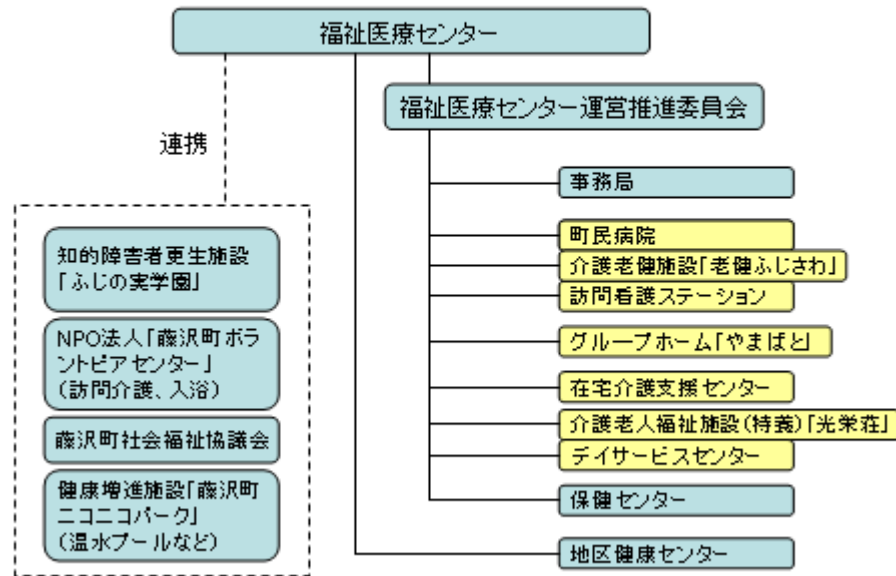 福祉医療センター
福祉医療センター運営推進委員会
連携
知的障害者更生施設
「ふじの実学園」
NPO法人「藤沢町ボラ
ントピアセンター」
(訪問介護、入浴)
藤沢町社会福祉協議会
健康増進施設「藤沢町
ニコニコパーク」
(温水プールなど)
事務局
町民病院
介護老健施設「老健ふじさわ」
訪問看護ステーション
グループホーム「やまばと」
在宅介護支援センター
介護老人福祉施設(特義)「光栄荘」
デイサービスセンター
保健センター
地区健康センター